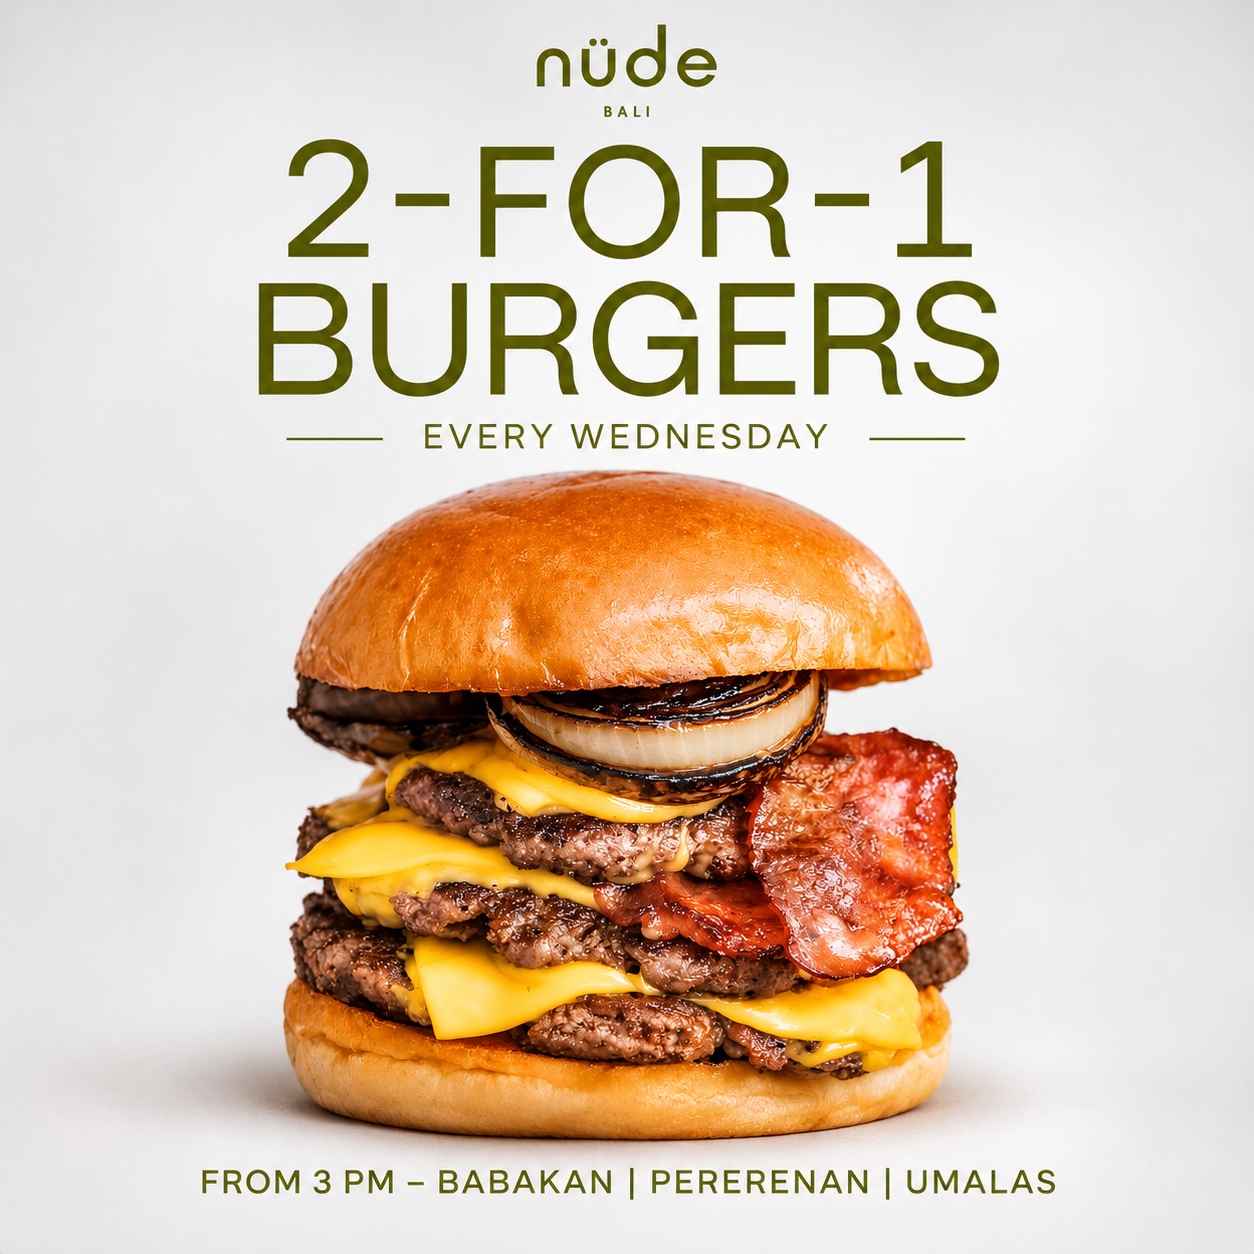 nüde
BALI
2-FOR-1
BURGERS
EVERY WEDNESDAY
FROM 3 PM – BABAKAN | PERERENAN | UMALAS